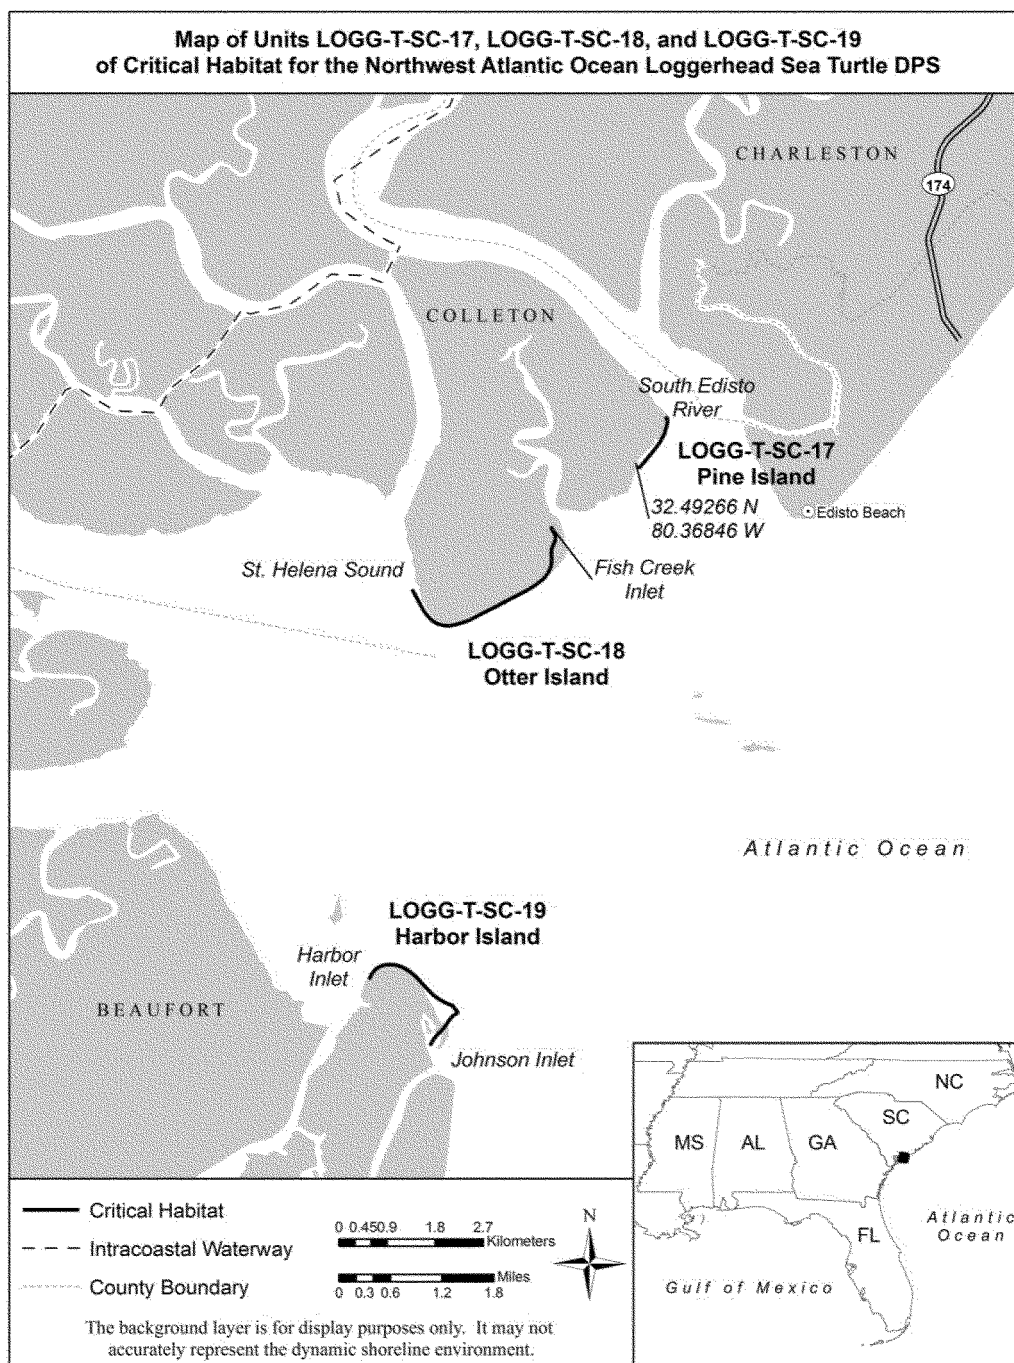 Map of Units LOGG-T-SC-17, LOGG-T-SC-18, and LOGG-T-SC-19
of Critical Habitat for the Northwest Atlantic Ocean Loggerhead Sea Turtle DPS
CHARLESTON
174
COLLETON
South Edisto
River
LOGG-T-SC-17
Pine Island
32.49266 N
80.36846 W
Edisto Beach
St. Helena Sound
Fish Creek
Inlet
LOGG-T-SC-18
Otter Island
Atlantic Ocean
LOGG-T-SC-19
Harbor Island
Harbor
Inlet
BEAUFORT
Johnson Inlet
NC
SC
MS
AL
GA
FL
Atlantic
Ocean
Gulf of Mexico
Critical Habitat
Intracoastal Waterway
County Boundary
0 0.45 0.9 1.8 2.7
Kilometers
Miles
0 0.3 0.6 1.2 1.8
N
The background layer is for display purposes only. It may not
accurately represent the dynamic shoreline environment.